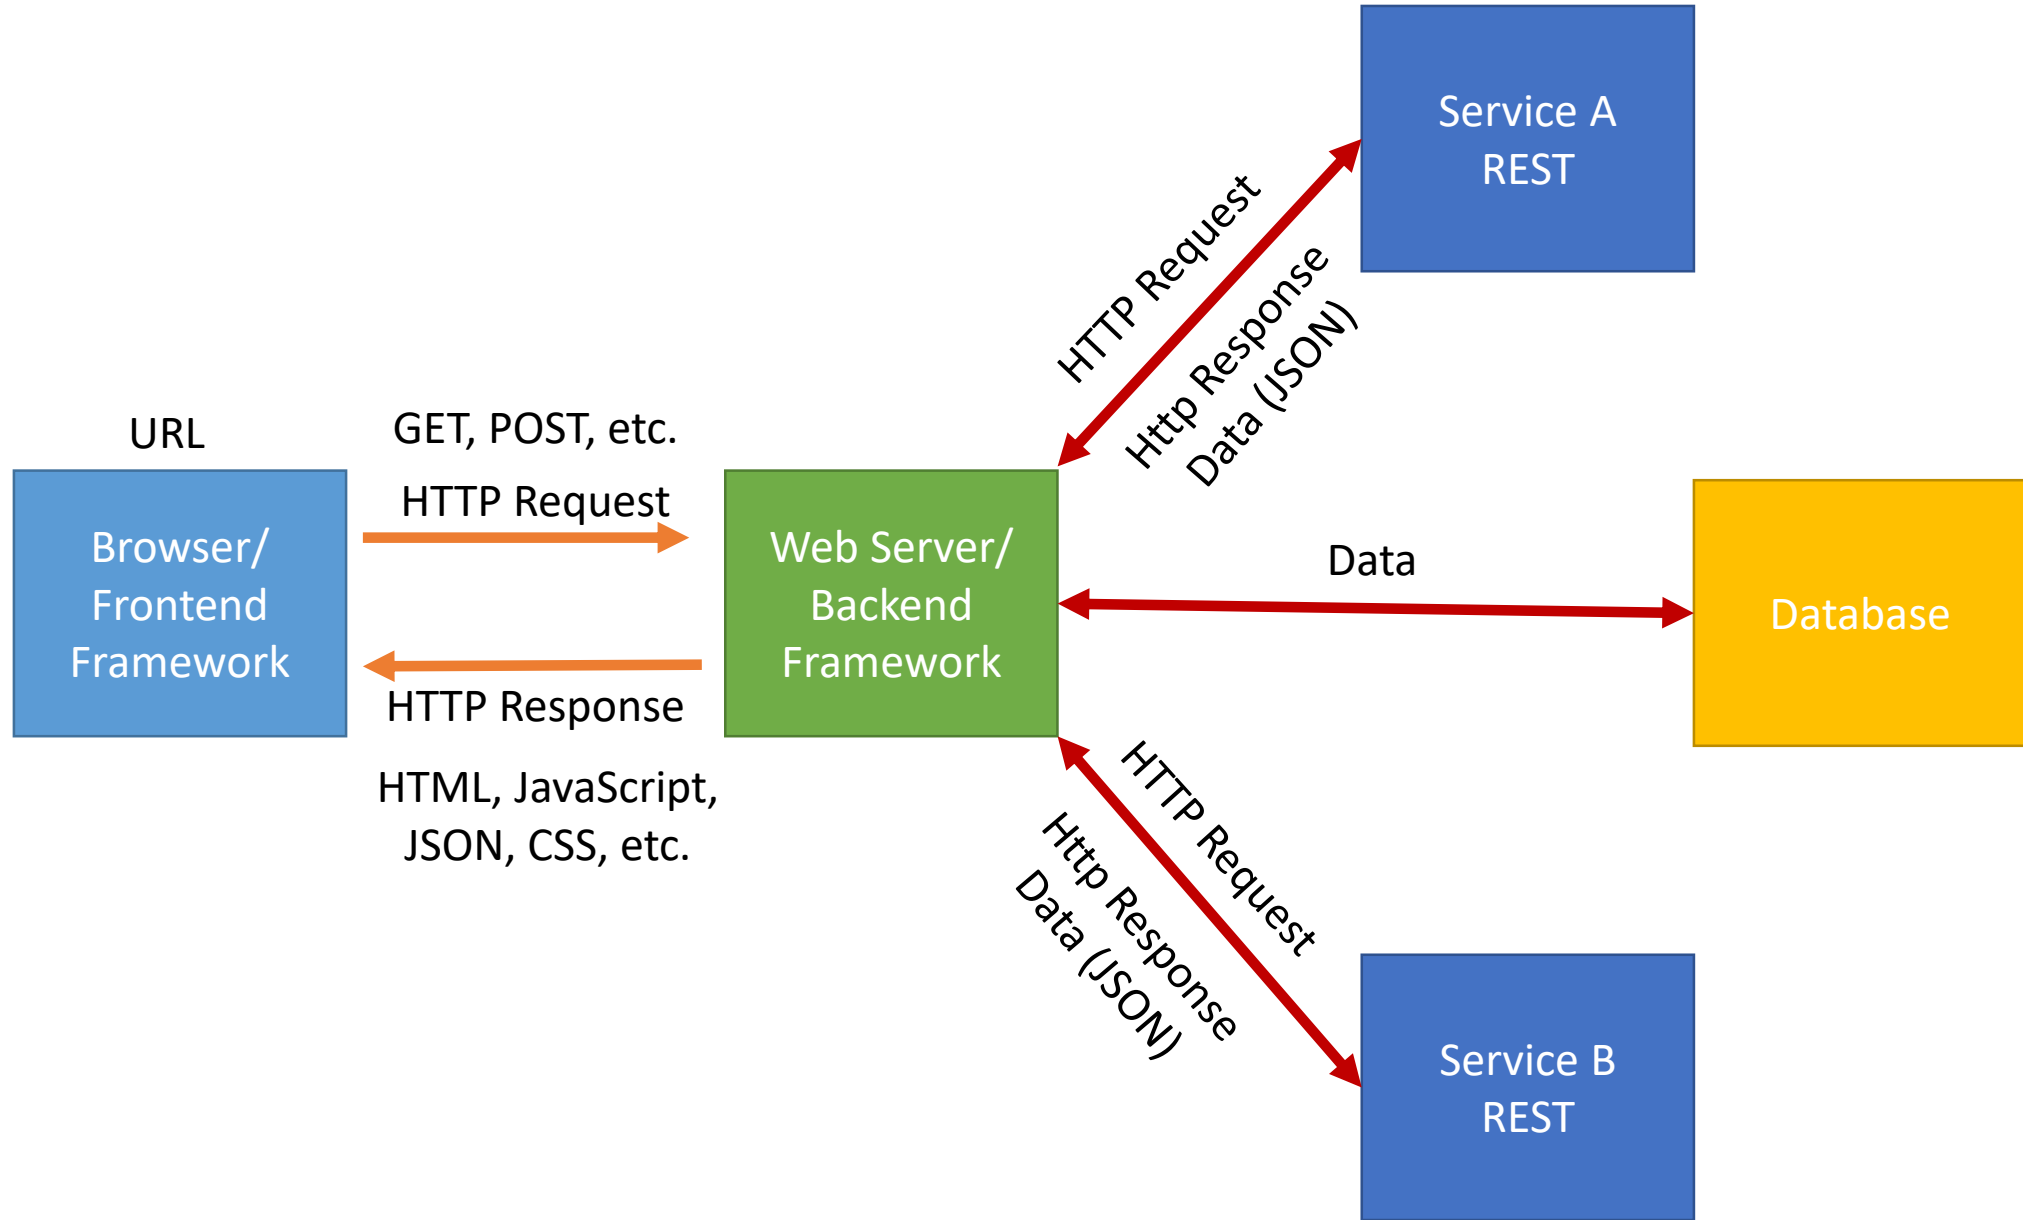 Service A
REST
HTTP Request
Http Response
Data (JSON)
URL
GET, POST, etc.
HTTP Request
Browser/
Frontend
Framework
HTTP Response
HTML, JavaScript,
JSON, CSS, etc.
Web Server/
Backend
Framework
Data
Database
HTTP Request
Http Response
Data (JSON)
Service B
REST